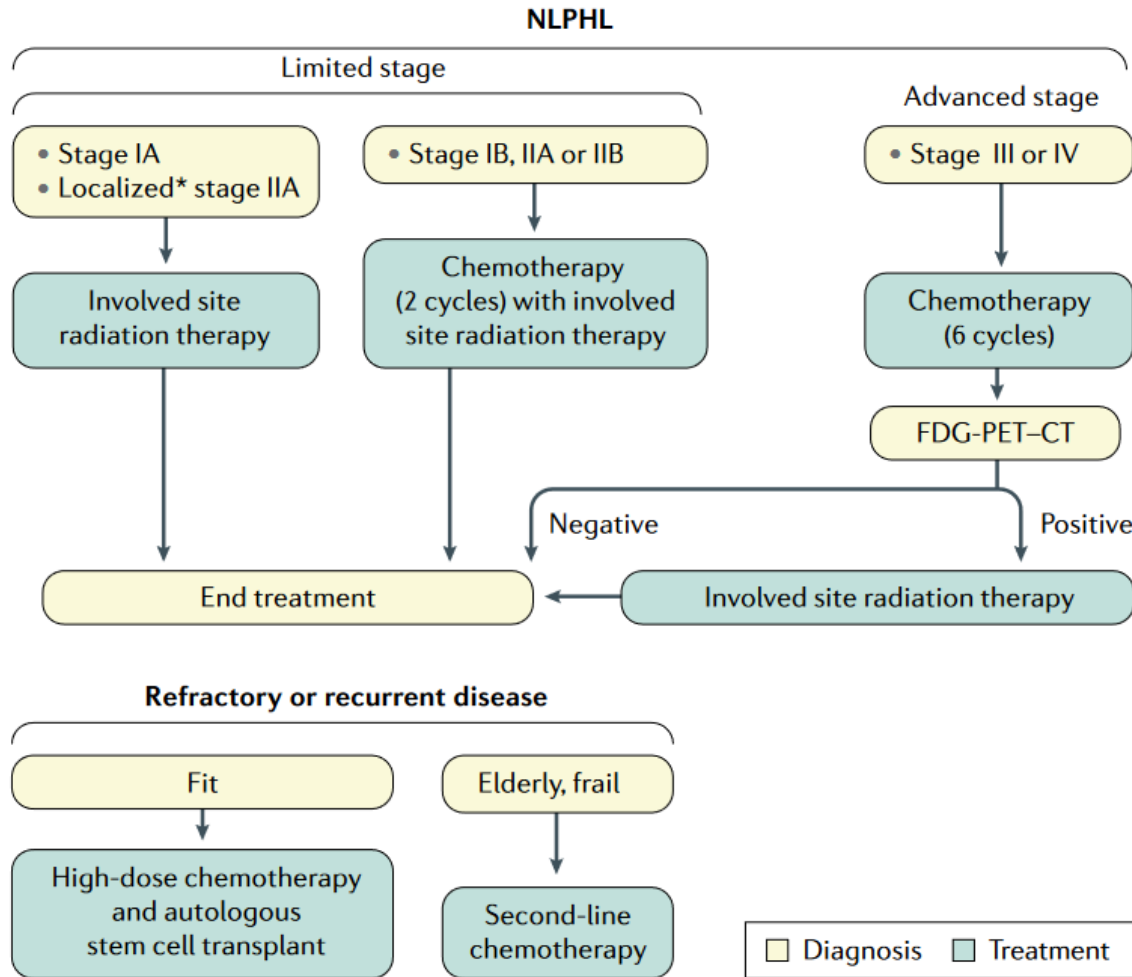 NLPHL
Limited stage
Advanced stage
• Stage IA
• Localized* stage IIA
• Stage IB, IIA or IIB
• Stage III or IV
Involved site
radiation therapy
Chemotherapy
(2 cycles) with involved
site radiation therapy
Chemotherapy
(6 cycles)
FDG-PET–CT
Negative
Positive
End treatment
Involved site radiation therapy
Refractory or recurrent disease
Fit
Elderly, frail
High-dose chemotherapy
and autologous
stem cell transplant
Second-line
chemotherapy
Diagnosis
Treatment